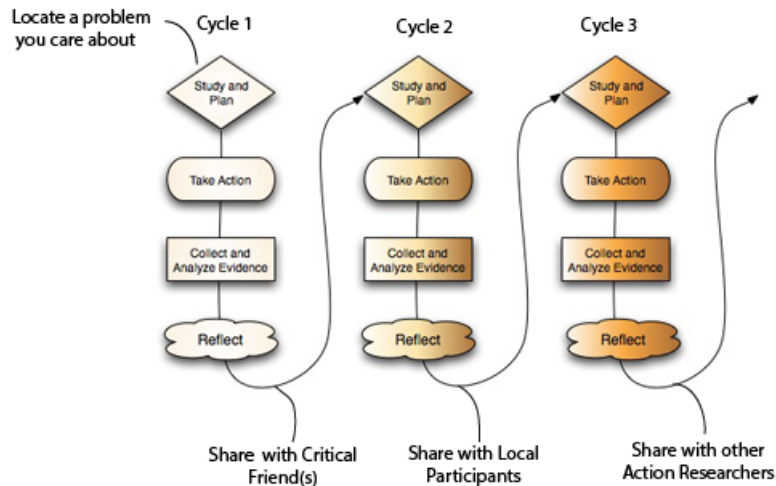 Locate a problem
you care about
Cycle 1
Cycle 2
Cycle 3
Study and
Plan
Take Action
Collect and
Analyze Evidence
Reflect
Share with Critical
Friend(s)
Study and
Plan
Take Action
Collect and
Analyze Evidence
Reflect
Share with Local
Participants
Study and
Plan
Take Action
Collect and
Analyze Evidence
Reflect
Share with other
Action Researchers